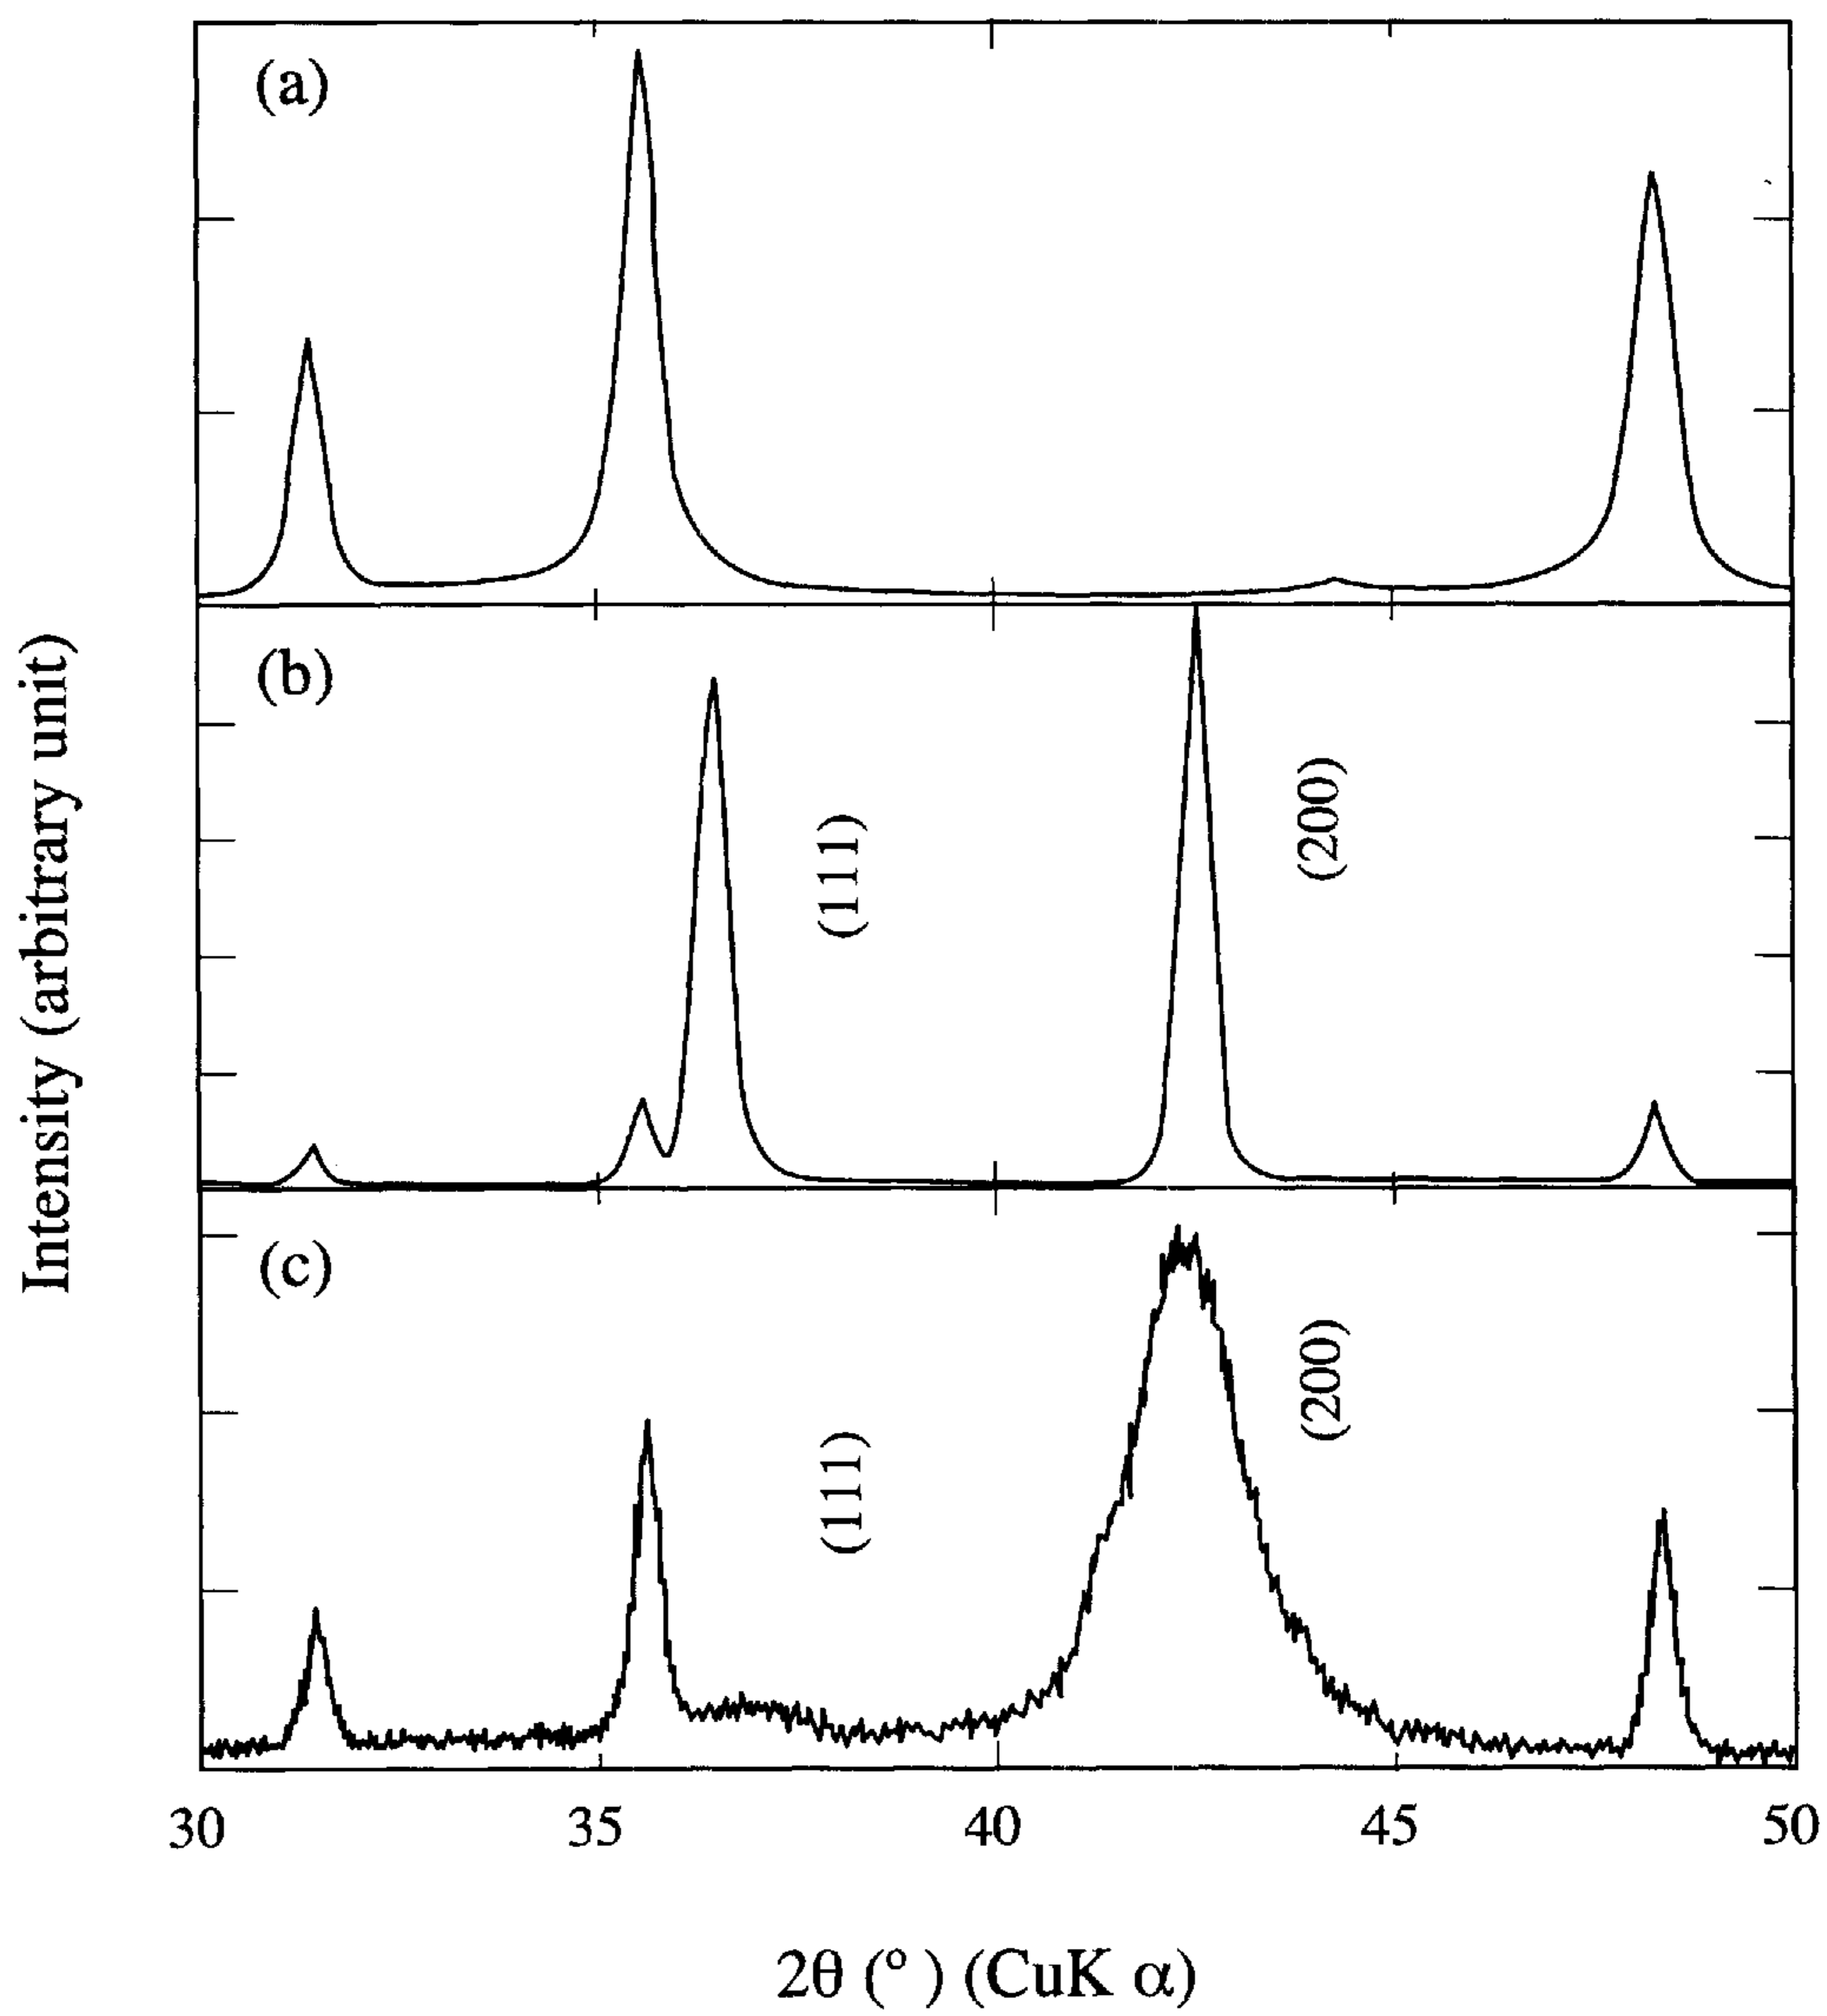 (a)
(b)
(111)
(200)
(c)
(111)
(200)
Intensity (arbitrary unit)
30 35 40 45 50
2θ (º) (CuK α)